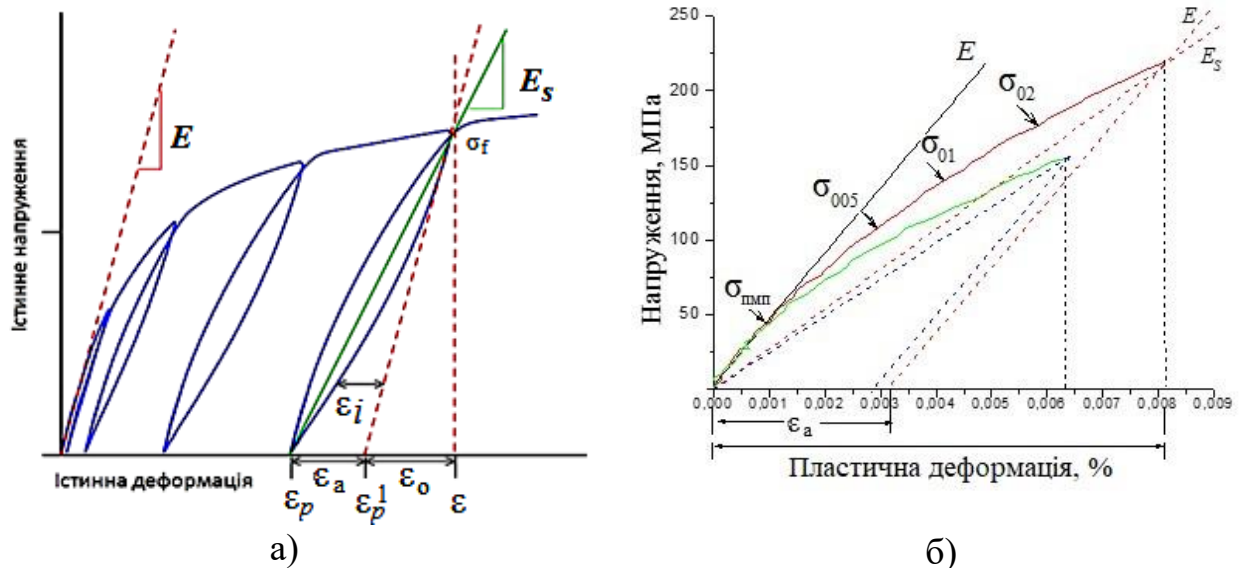 Істинне напруження
E
E_s
σ_f
ε_i
Істинна деформація
ε_p
ε_a
ε_p^1
ε_o
ε
а)
Напруження, МПа
250
200
150
100
50
0
E
E
E_S
σ_02
σ_01
σ_005
σ_пмп
0,000 0,001 0,002 0,003 0,004 0,005 0,006 0,007 0,008 0,009
ε_a
Пластична деформація, %
б)